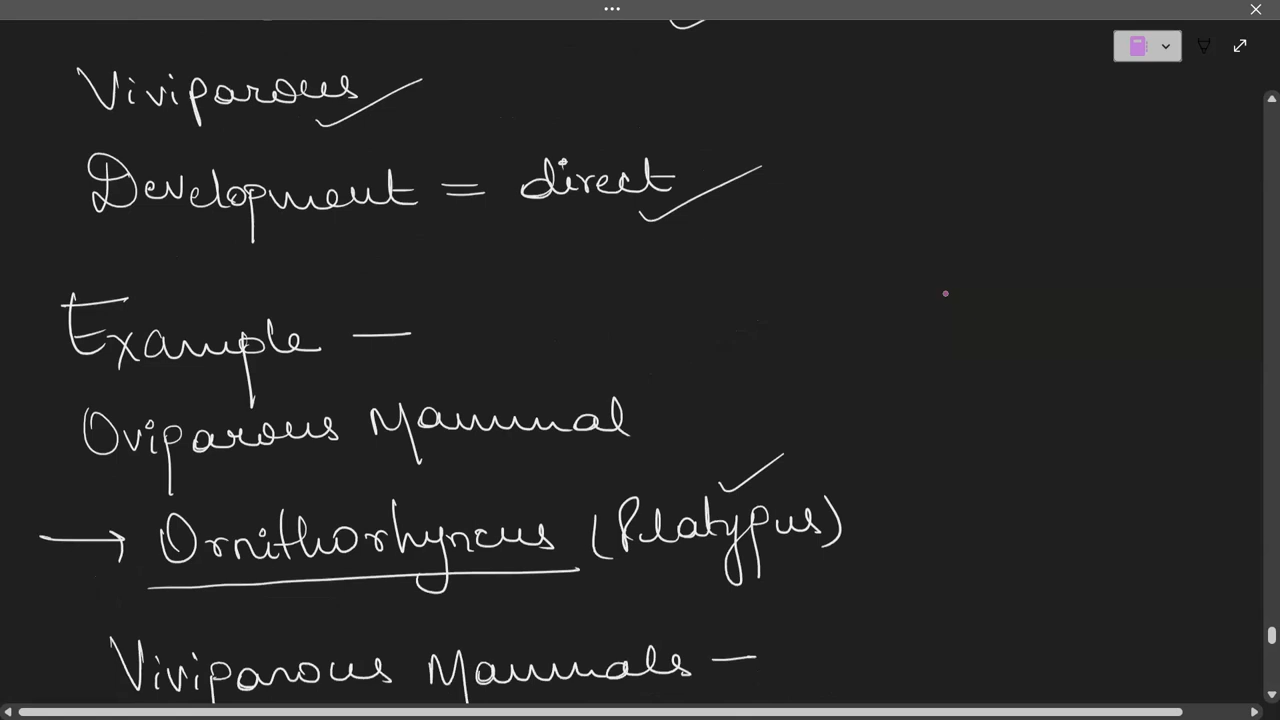 Viviparous
Development = direct
Example —
Oviparous Mammal
→ Ornithorhyncus (Platypus)
Viviparous Mammals —